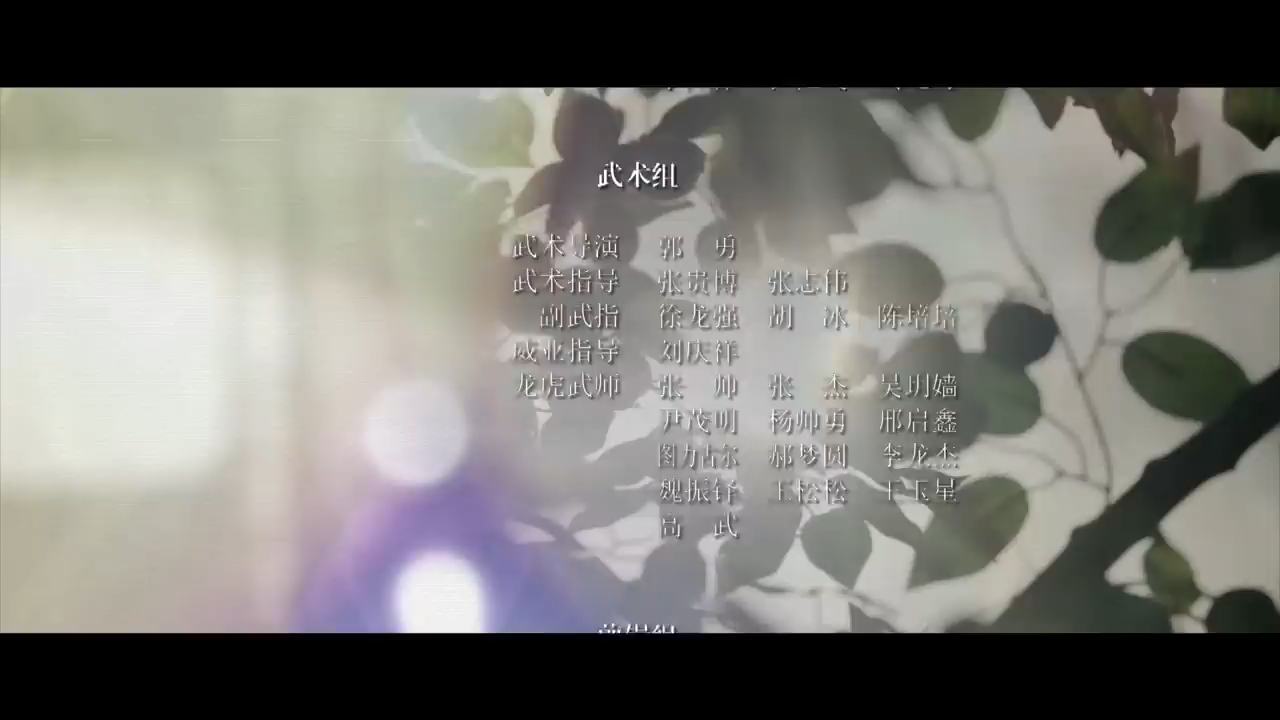 武术组
武术导演 郭 勇
武术指导 张贵博 张志伟
副武指 徐龙强 胡 冰 陈培培
威亚指导 刘庆祥
龙虎武师 张 帅 张 杰 吴玥嫱
尹茂明 杨帅勇 邢启鑫
图力古尔 郝梦圆 李龙杰
魏振铎 王松松 王玉星
高 武